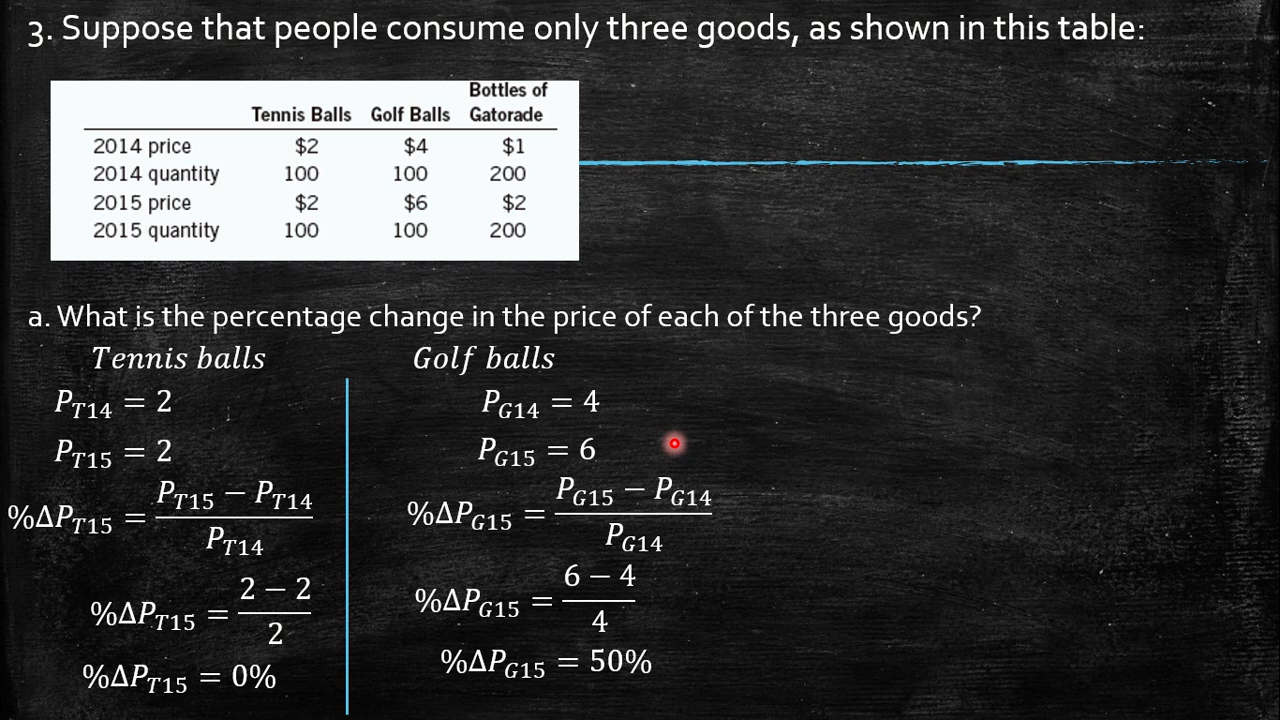 3. Suppose that people consume only three goods, as shown in this table:
Bottles of
Tennis Balls Golf Balls Gatorade
2014 price $2 $4 $1
2014 quantity 100 100 200
2015 price $2 $6 $2
2015 quantity 100 100 200
a. What is the percentage change in the price of each of the three goods?
Tennis balls
P_T14 = 2
P_T15 = 2
%ΔP_T15 = (P_T15 − P_T14) / P_T14
%ΔP_T15 = (2 − 2) / 2
%ΔP_T15 = 0%
Golf balls
P_G14 = 4
P_G15 = 6
%ΔP_G15 = (P_G15 − P_G14) / P_G14
%ΔP_G15 = (6 − 4) / 4
%ΔP_G15 = 50%